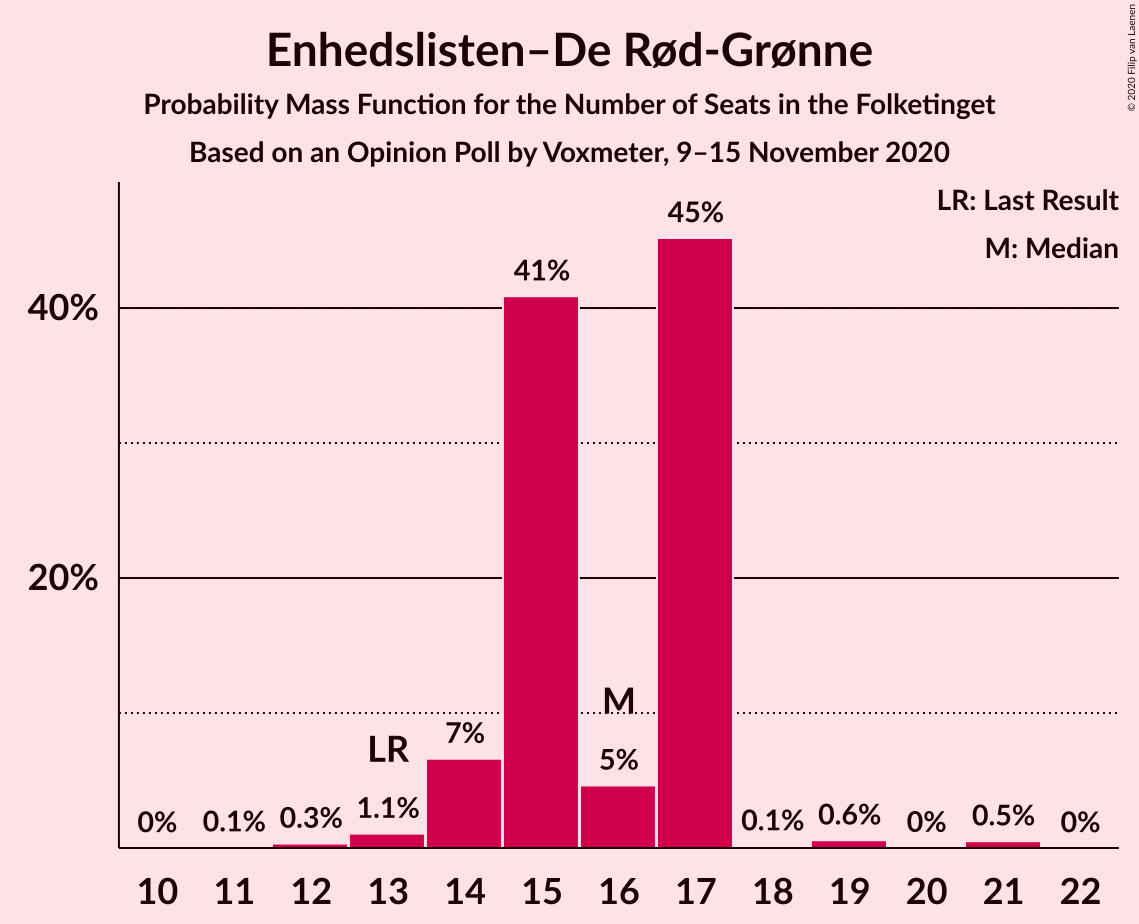 Enhedslisten–De Rød-Grønne
Probability Mass Function for the Number of Seats in the Folketinget
Based on an Opinion Poll by Voxmeter, 9–15 November 2020
© 2020 Filip van Laenen
LR: Last Result
M: Median
45%
41%
40%
20%
M
7%
LR
5%
0% 0.1% 0.3% 1.1% 0.1% 0.6% 0% 0.5% 0%
10 11 12 13 14 15 16 17 18 19 20 21 22